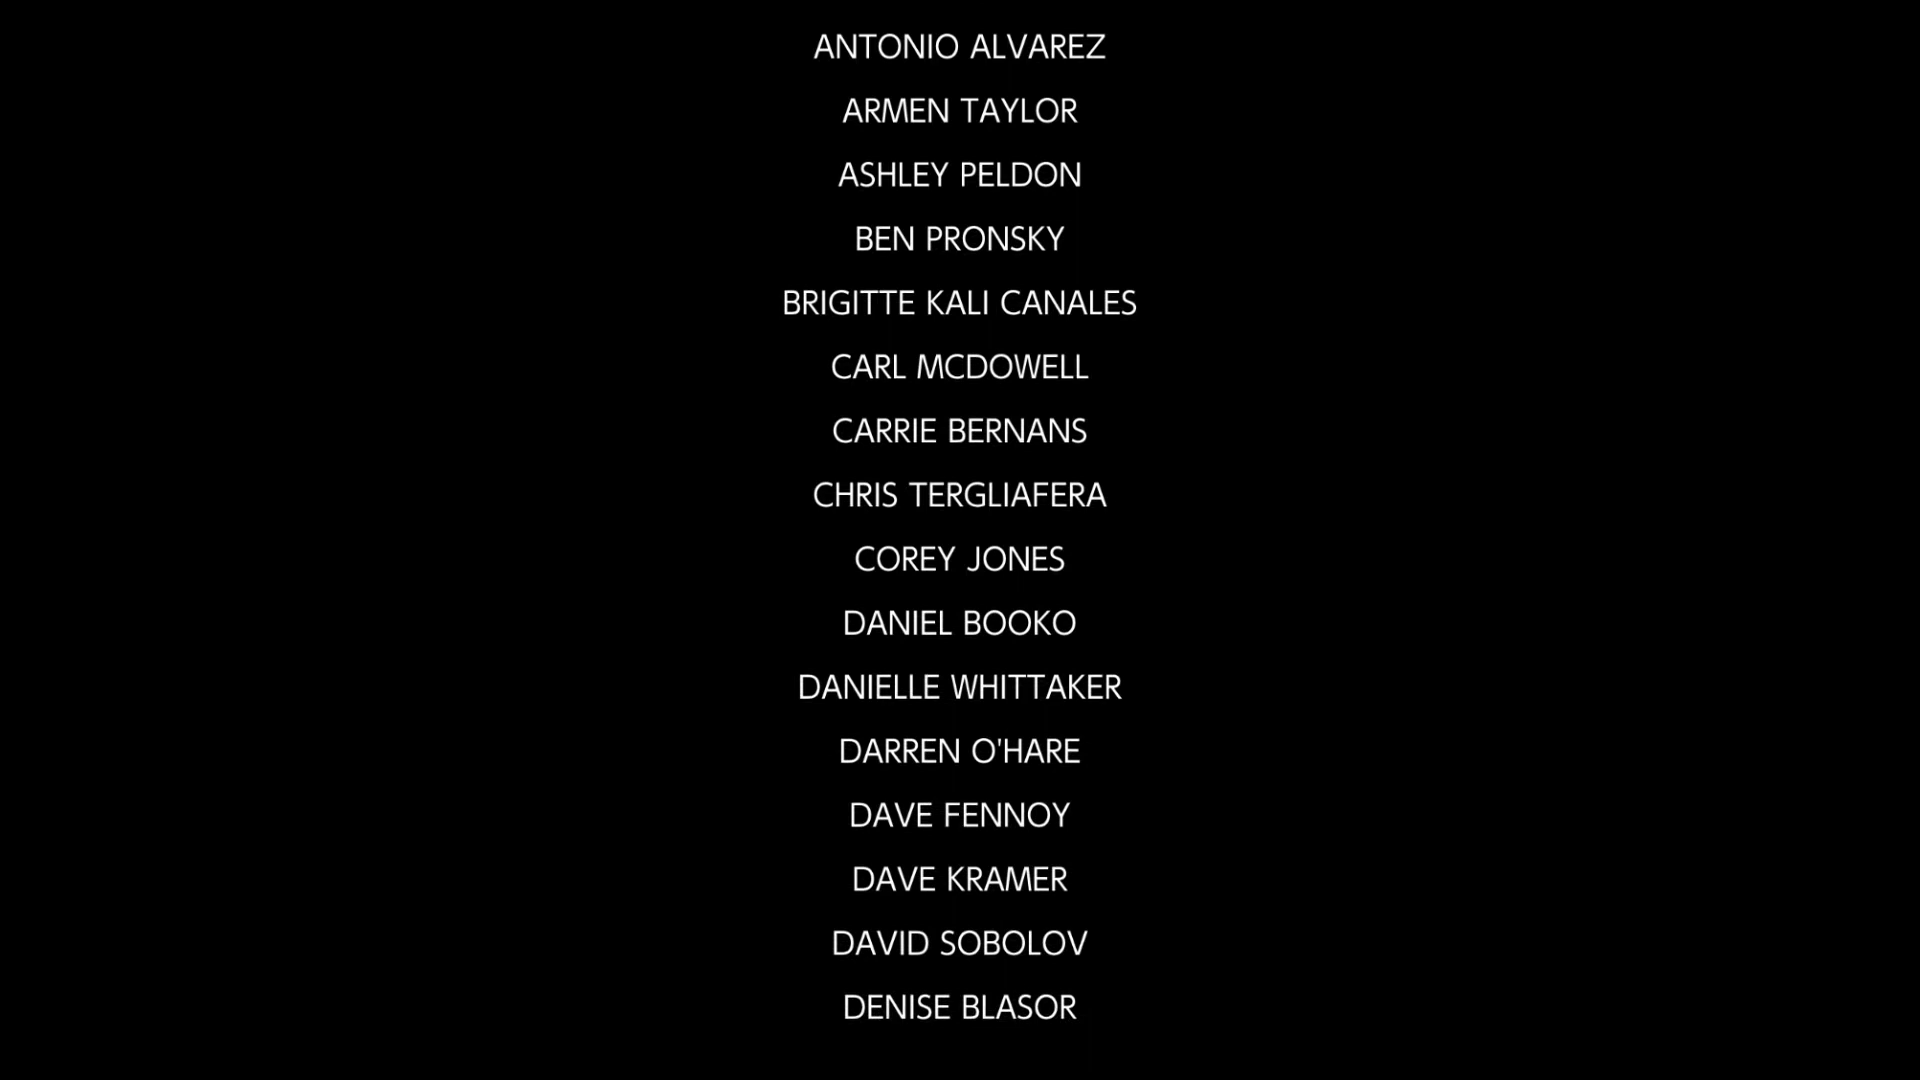 ANTONIO ALVAREZ
ARMEN TAYLOR
ASHLEY PELDON
BEN PRONSKY
BRIGITTE KALI CANALES
CARL MCDOWELL
CARRIE BERNANS
CHRIS TERGLIAFERA
COREY JONES
DANIEL BOOKO
DANIELLE WHITTAKER
DARREN O'HARE
DAVE FENNOY
DAVE KRAMER
DAVID SOBOLOV
DENISE BLASOR